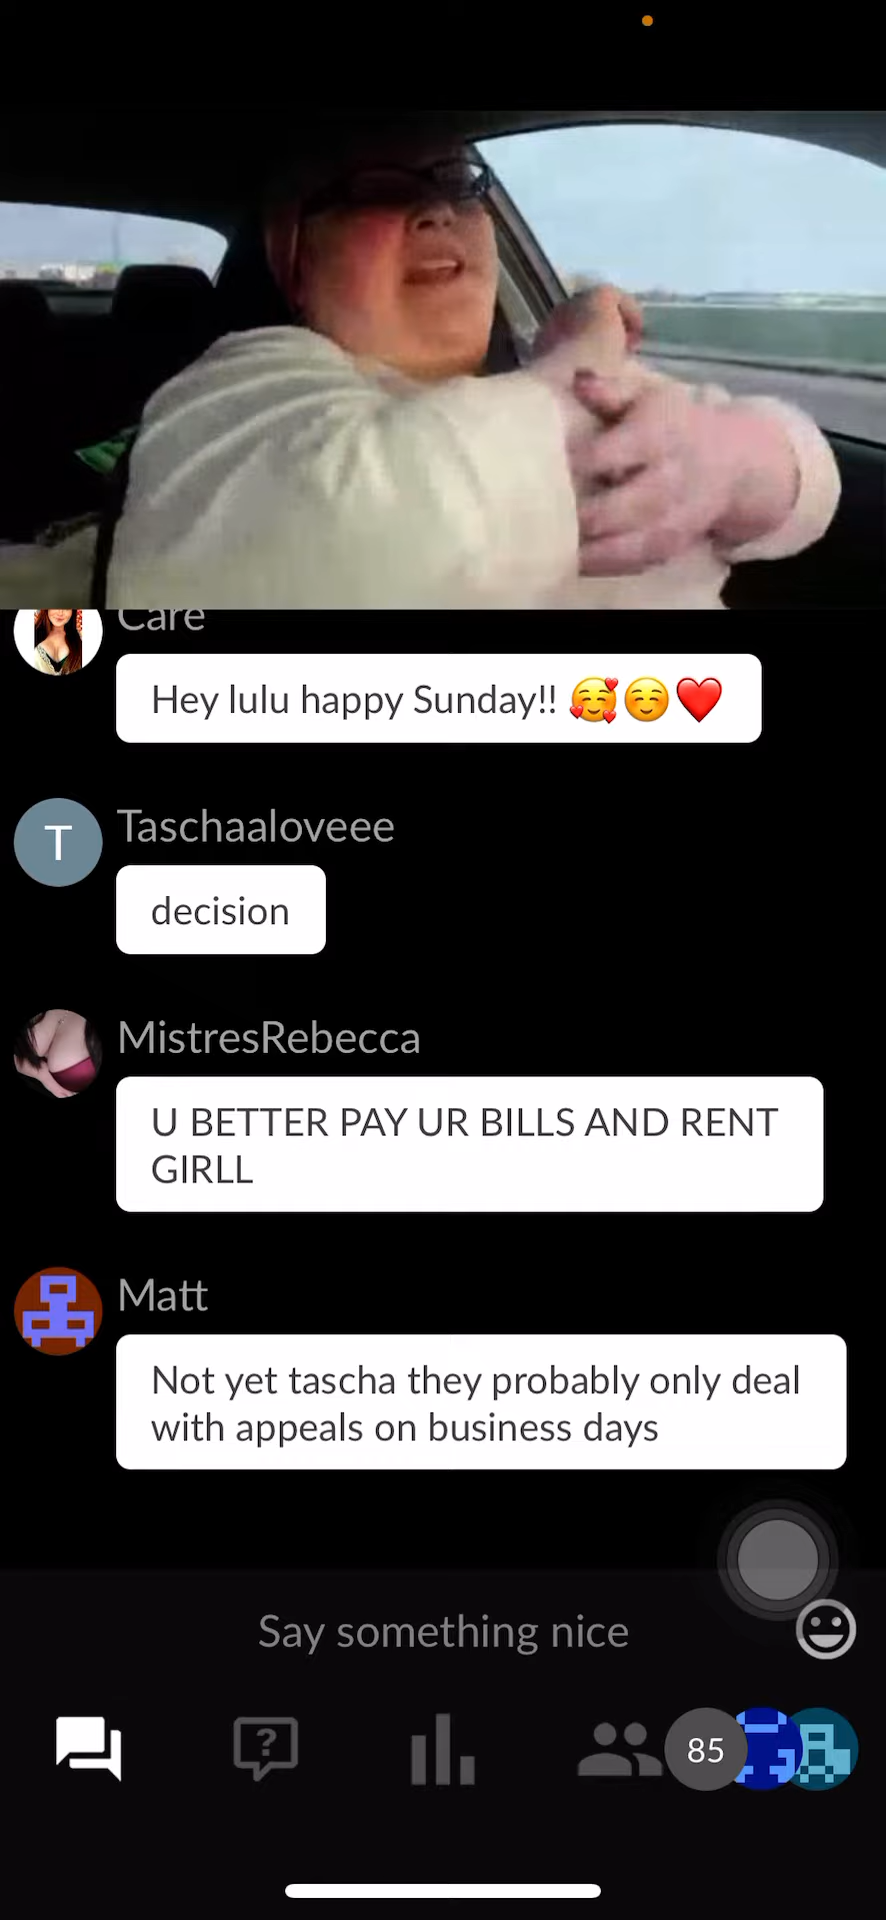 Care
Hey lulu happy Sunday!! 🥰☺️❤️
T
Taschaaloveee
decision
MistresRebecca
U BETTER PAY UR BILLS AND RENT
GIRLL
Matt
Not yet tascha they probably only deal
with appeals on business days
Say something nice
?
85